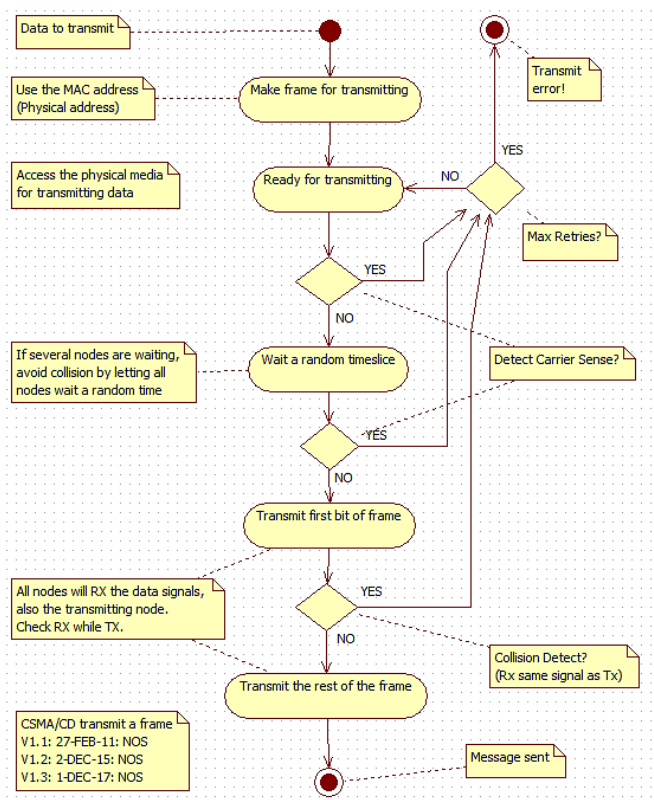 Data to transmit
Transmit
error!
Use the MAC address
(Physical address)
Make frame for transmitting
YES
Access the physical media
for transmitting data
Ready for transmitting
NO
Max Retries?
YES
NO
If several nodes are waiting,
avoid collision by letting all
nodes wait a random time
Wait a random timeslice
Detect Carrier Sense?
YES
NO
Transmit first bit of frame
All nodes will RX the data signals,
also the transmitting node.
Check RX while TX.
YES
NO
Collision Detect?
(Rx same signal as Tx)
Transmit the rest of the frame
CSMA/CD transmit a frame
V1.1: 27-FEB-11: NOS
V1.2: 2-DEC-15: NOS
V1.3: 1-DEC-17: NOS
Message sent